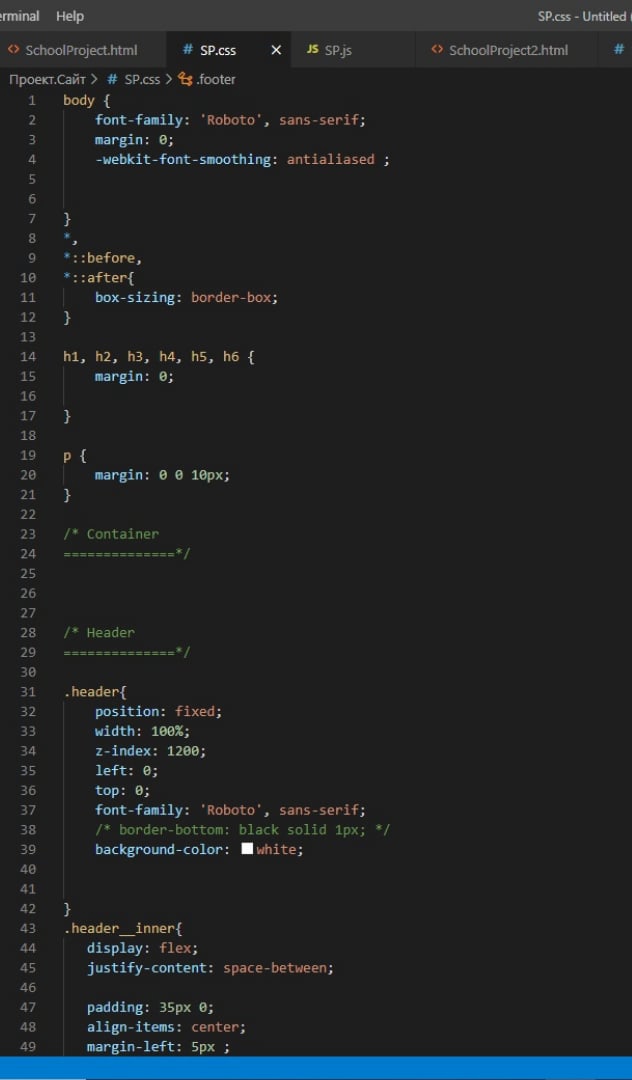 erminal Help SP.css - Untitled (
<> SchoolProject.html # SP.css × JS SP.js <> SchoolProject2.html #
Проект.Сайт > # SP.css > .footer
1 body {
2 font-family: 'Roboto', sans-serif;
3 margin: 0;
4 -webkit-font-smoothing: antialiased ;
5
6
7 }
8 *,
9 *::before,
10 *::after{
11 box-sizing: border-box;
12 }
13
14 h1, h2, h3, h4, h5, h6 {
15 margin: 0;
16
17 }
18
19 p {
20 margin: 0 0 10px;
21 }
22
23 /* Container
24 ==============*/
25
26
27
28 /* Header
29 ==============*/
30
31 .header{
32 position: fixed;
33 width: 100%;
34 z-index: 1200;
35 left: 0;
36 top: 0;
37 font-family: 'Roboto', sans-serif;
38 /* border-bottom: black solid 1px; */
39 background-color: white;
40
41
42 }
43 .header__inner{
44 display: flex;
45 justify-content: space-between;
46
47 padding: 35px 0;
48 align-items: center;
49 margin-left: 5px ;